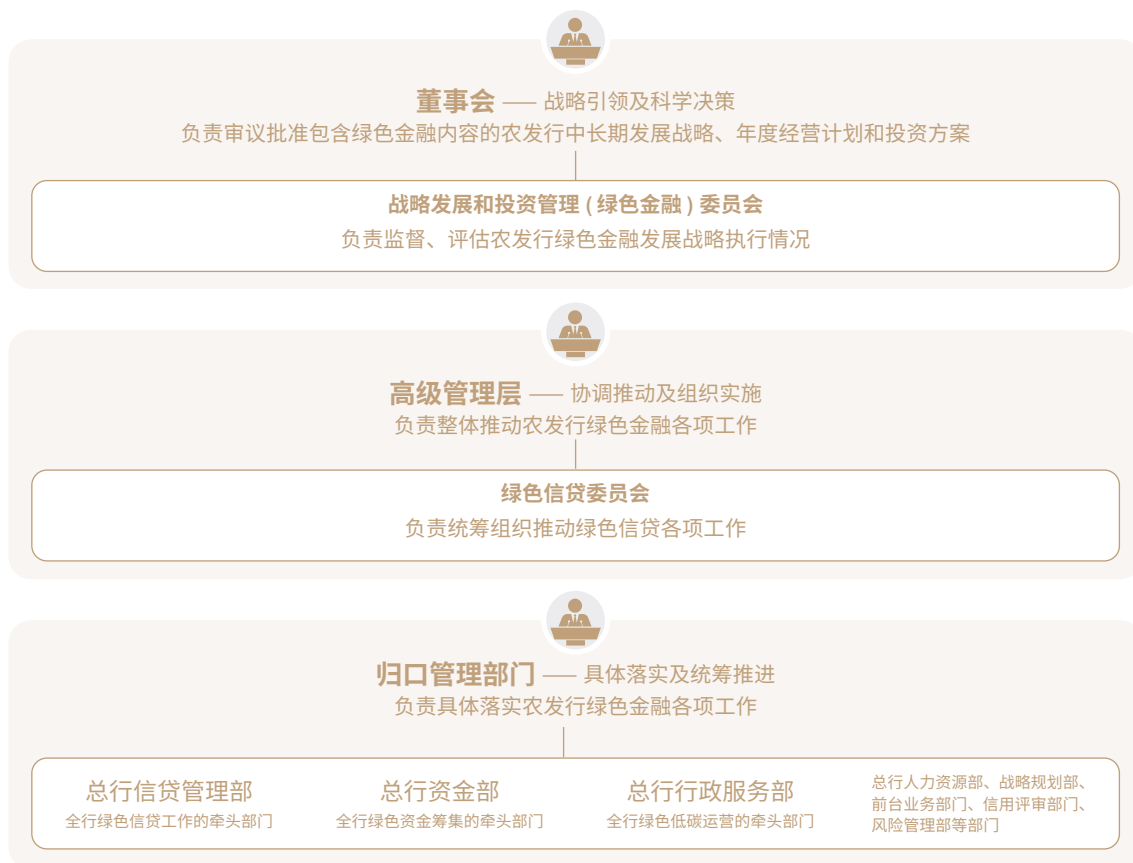 董事会 —— 战略引领及科学决策
负责审议批准包含绿色金融内容的农发行中长期发展战略、年度经营计划和投资方案
战略发展和投资管理 ( 绿色金融 ) 委员会
负责监督、评估农发行绿色金融发展战略执行情况
高级管理层 —— 协调推动及组织实施
负责整体推动农发行绿色金融各项工作
绿色信贷委员会
负责统筹组织推动绿色信贷各项工作
归口管理部门 —— 具体落实及统筹推进
负责具体落实农发行绿色金融各项工作
总行信贷管理部
全行绿色信贷工作的牵头部门
总行资金部
全行绿色资金筹集的牵头部门
总行行政服务部
全行绿色低碳运营的牵头部门
总行人力资源部、战略规划部、
前台业务部门、信用评审部门、
风险管理部等部门